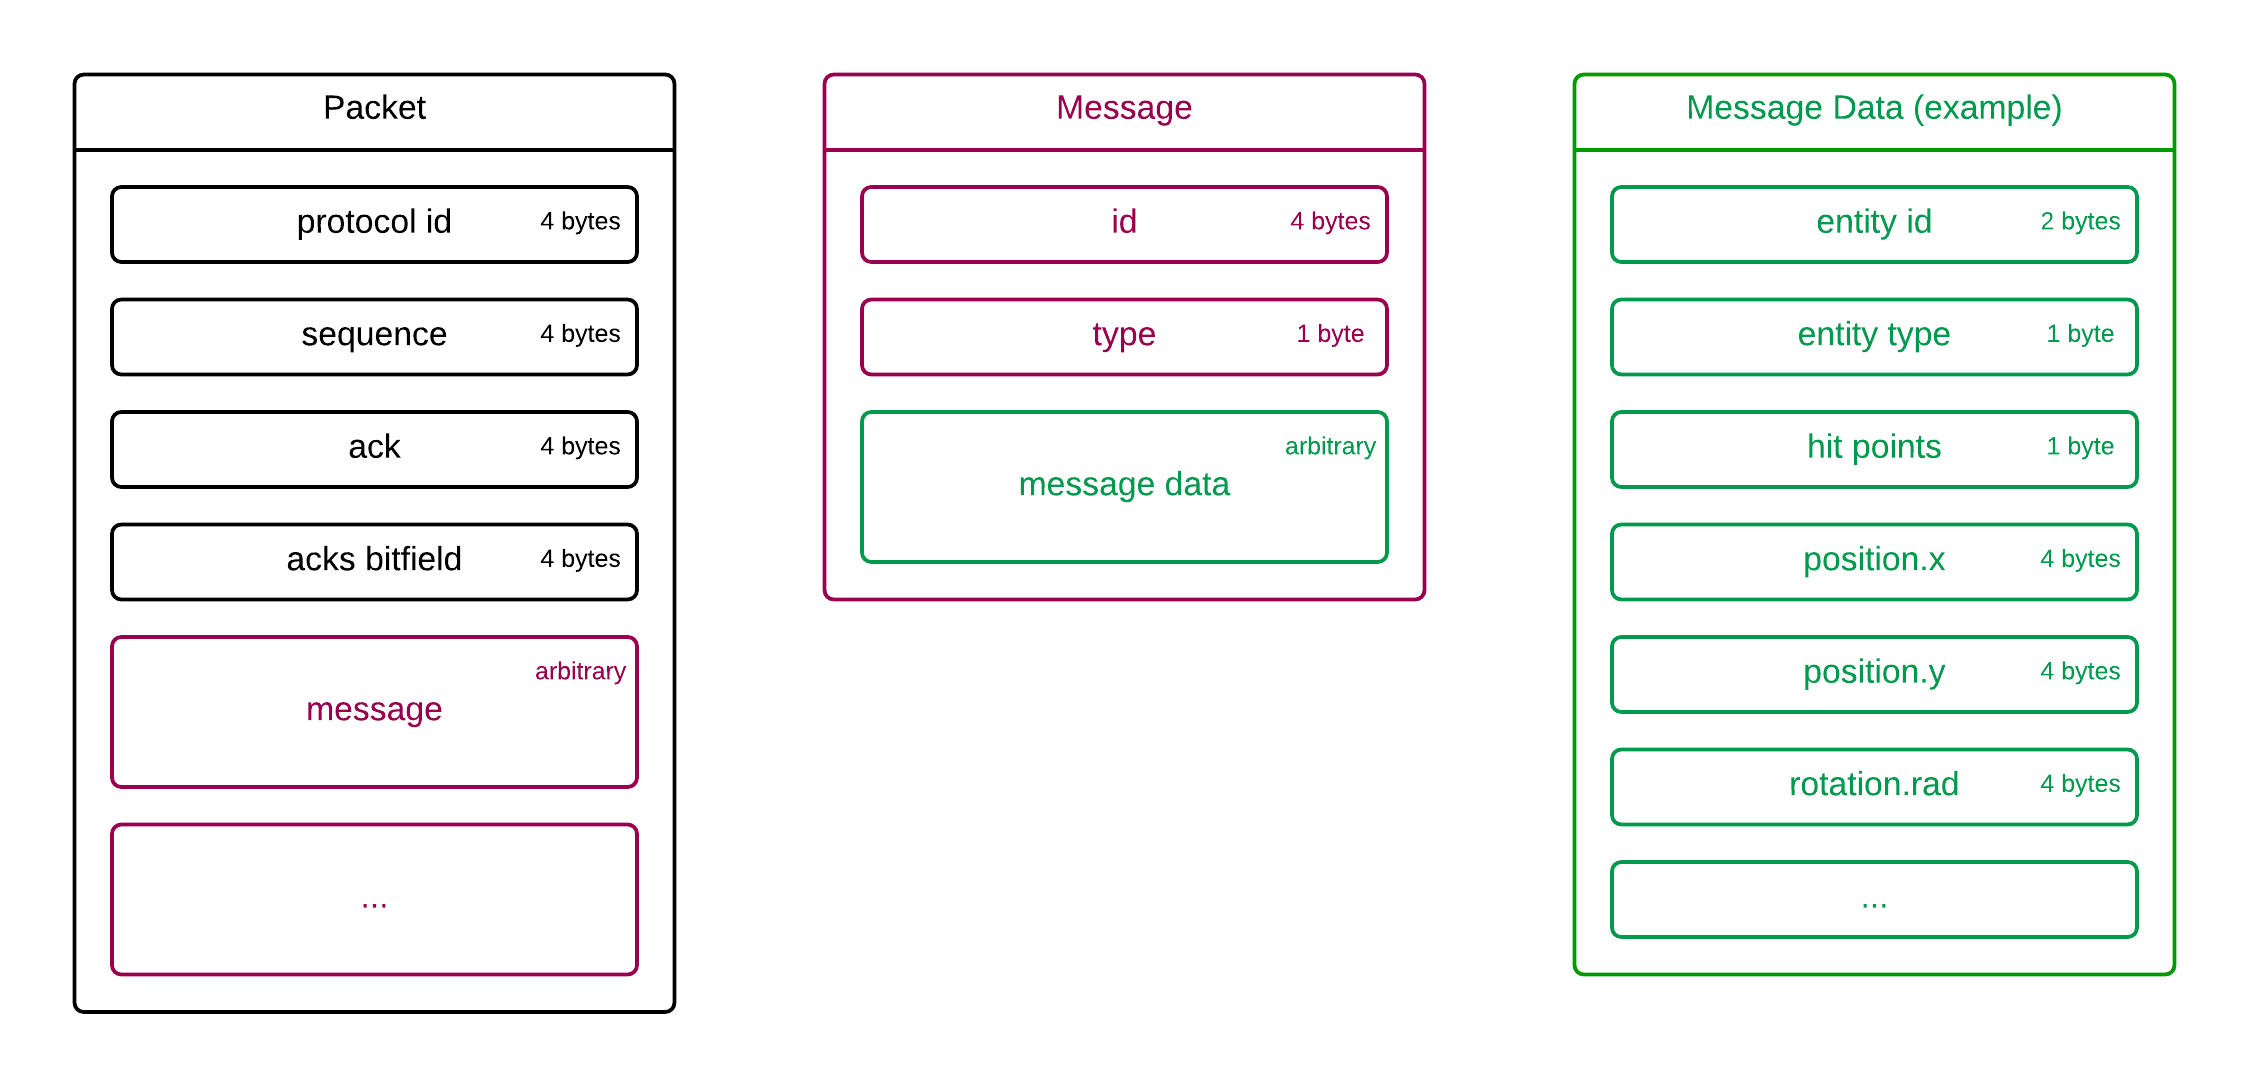 Packet
protocol id 4 bytes
sequence 4 bytes
ack 4 bytes
acks bitfield 4 bytes
arbitrary
message
...
Message
id 4 bytes
type 1 byte
arbitrary
message data
Message Data (example)
entity id 2 bytes
entity type 1 byte
hit points 1 byte
position.x 4 bytes
position.y 4 bytes
rotation.rad 4 bytes
...